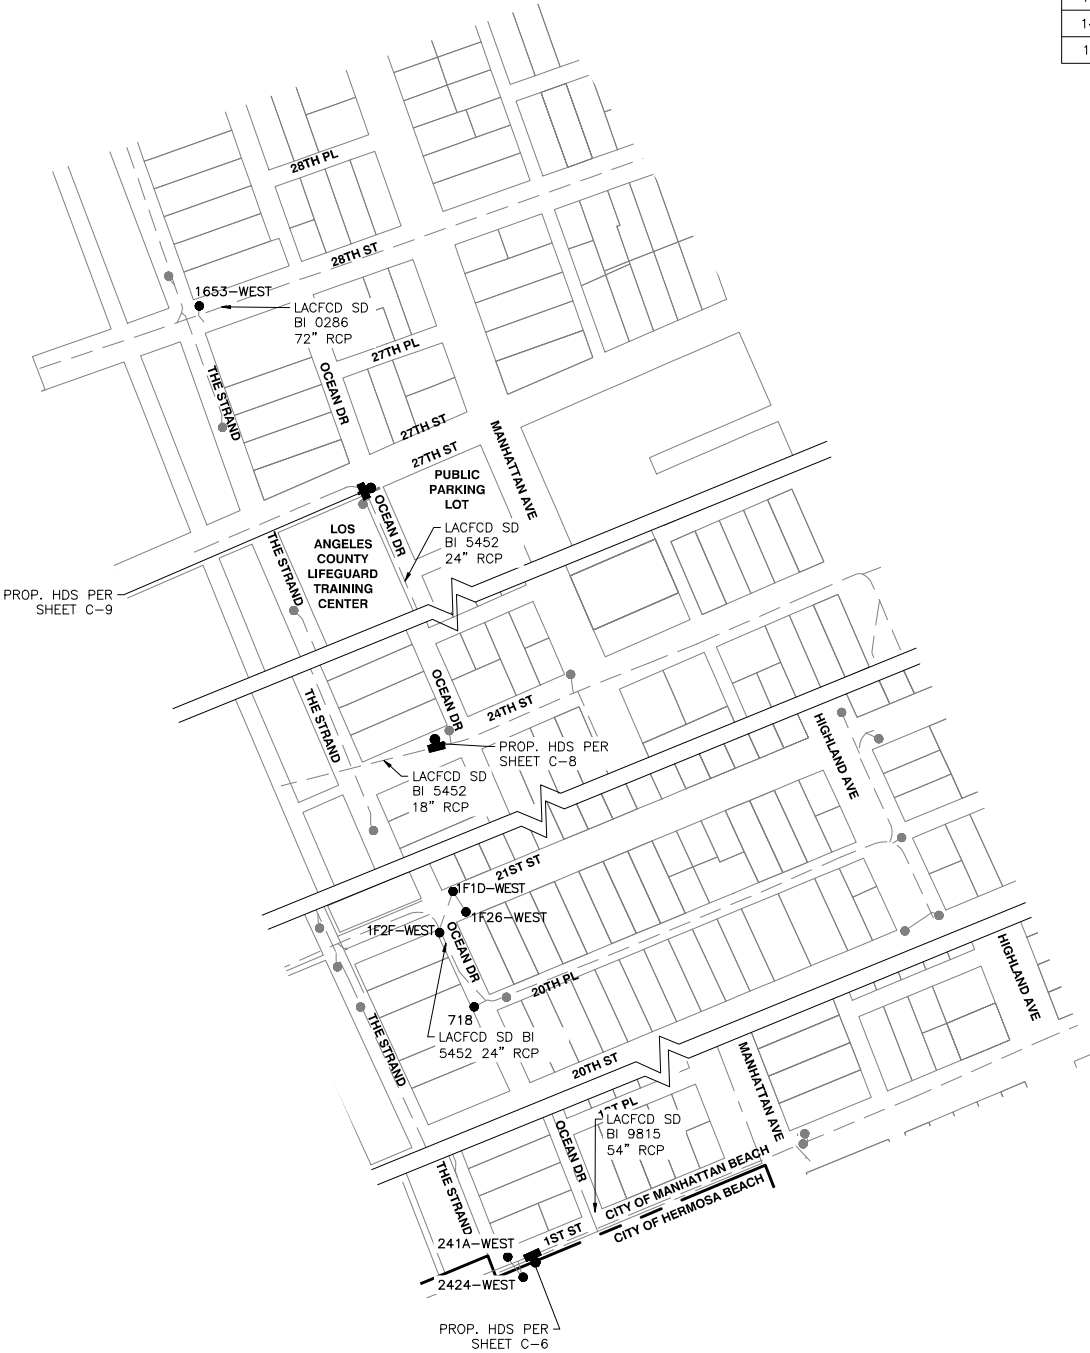 28TH PL
28TH ST
1653-WEST
LACFCD SD
BI 0286
72" RCP
27TH PL
OCEAN DR
THE STRAND
27TH ST
27TH ST
MANHATTAN AVE
PUBLIC
PARKING
LOT
OCEAN DR
LACFCD SD
BI 5452
24" RCP
LOS
ANGELES
COUNTY
LIFEGUARD
TRAINING
CENTER
THE STRAND
PROP. HDS PER
SHEET C-9
OCEAN DR
24TH ST
THE STRAND
PROP. HDS PER
SHEET C-8
LACFCD SD
BI 5452
18" RCP
HIGHLAND AVE
21ST ST
1F1D-WEST
1F26-WEST
1F2F-WEST
OCEAN DR
20TH PL
718
LACFCD SD BI
5452 24" RCP
THE STRAND
HIGHLAND AVE
20TH ST
MANHATTAN AVE
1ST PL
LACFCD SD
BI 9815
54" RCP
OCEAN DR
THE STRAND
CITY OF MANHATTAN BEACH
CITY OF HERMOSA BEACH
1ST ST
241A-WEST
2424-WEST
PROP. HDS PER
SHEET C-6